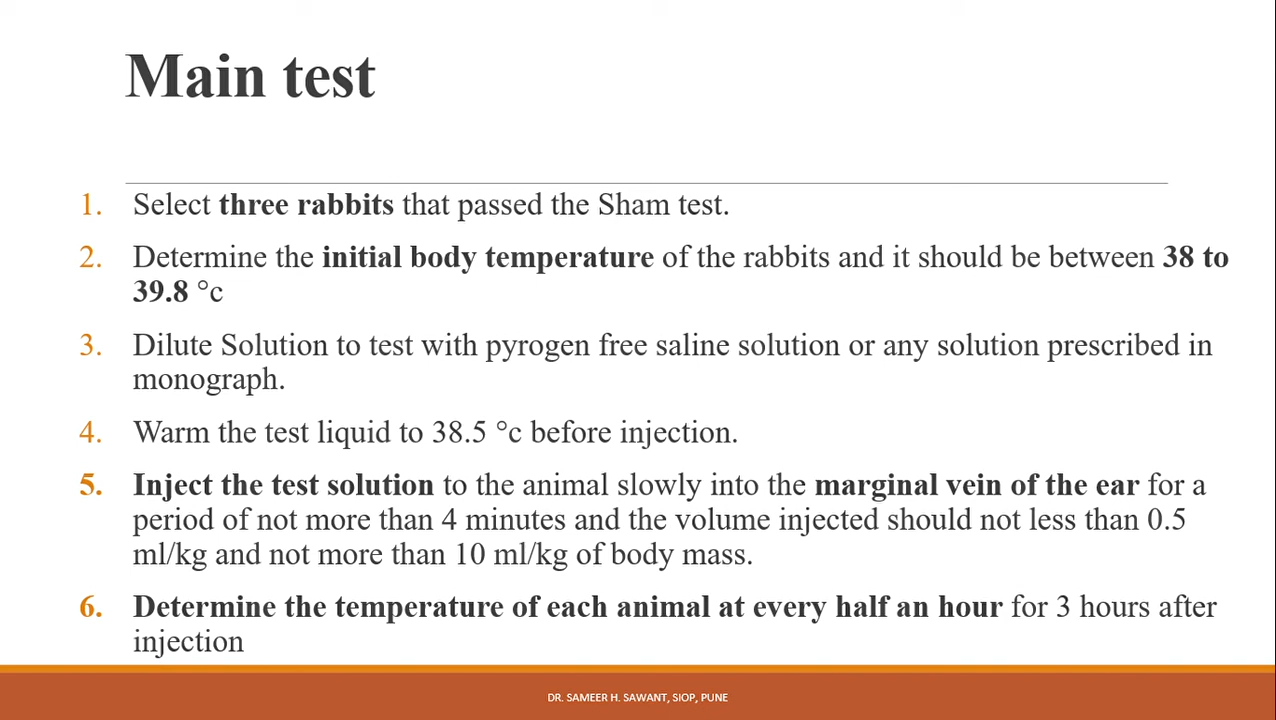 Main test
1. Select three rabbits that passed the Sham test.
2. Determine the initial body temperature of the rabbits and it should be between 38 to
39.8 °c
3. Dilute Solution to test with pyrogen free saline solution or any solution prescribed in
monograph.
4. Warm the test liquid to 38.5 °c before injection.
5. Inject the test solution to the animal slowly into the marginal vein of the ear for a
period of not more than 4 minutes and the volume injected should not less than 0.5
ml/kg and not more than 10 ml/kg of body mass.
6. Determine the temperature of each animal at every half an hour for 3 hours after
injection
DR. SAMEER H. SAWANT, SIOP, PUNE